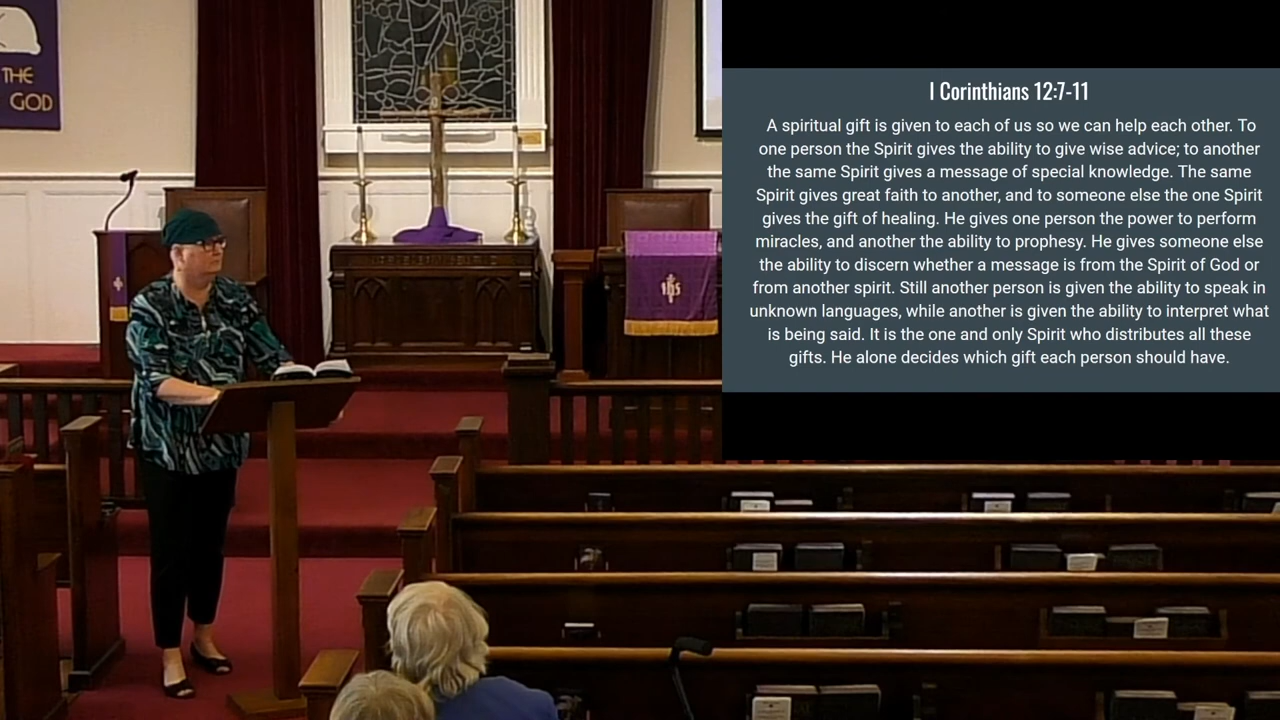 THE
GOD
IHS
I Corinthians 12:7-11
A spiritual gift is given to each of us so we can help each other. To
one person the Spirit gives the ability to give wise advice; to another
the same Spirit gives a message of special knowledge. The same
Spirit gives great faith to another, and to someone else the one Spirit
gives the gift of healing. He gives one person the power to perform
miracles, and another the ability to prophesy. He gives someone else
the ability to discern whether a message is from the Spirit of God or
from another spirit. Still another person is given the ability to speak in
unknown languages, while another is given the ability to interpret what
is being said. It is the one and only Spirit who distributes all these
gifts. He alone decides which gift each person should have.